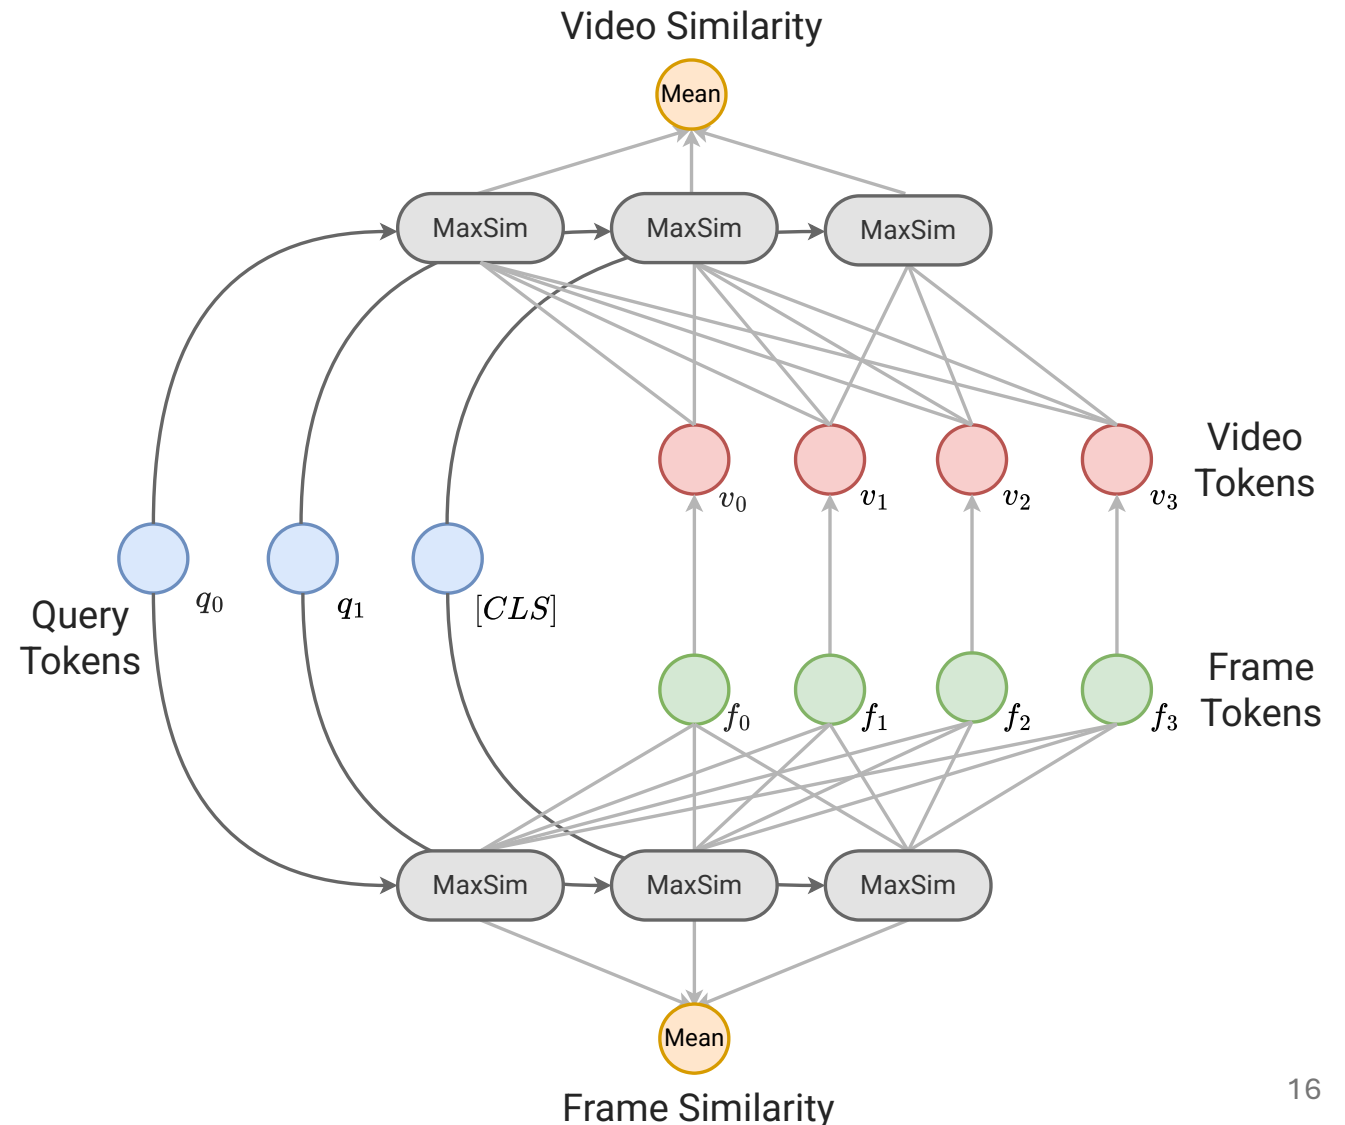 Video Similarity
Mean
MaxSim MaxSim MaxSim
Video
Tokens
v0 v1 v2 v3
Query
Tokens
q0 q1 [CLS]
Frame
Tokens
f0 f1 f2 f3
MaxSim MaxSim MaxSim
Mean
Frame Similarity
16